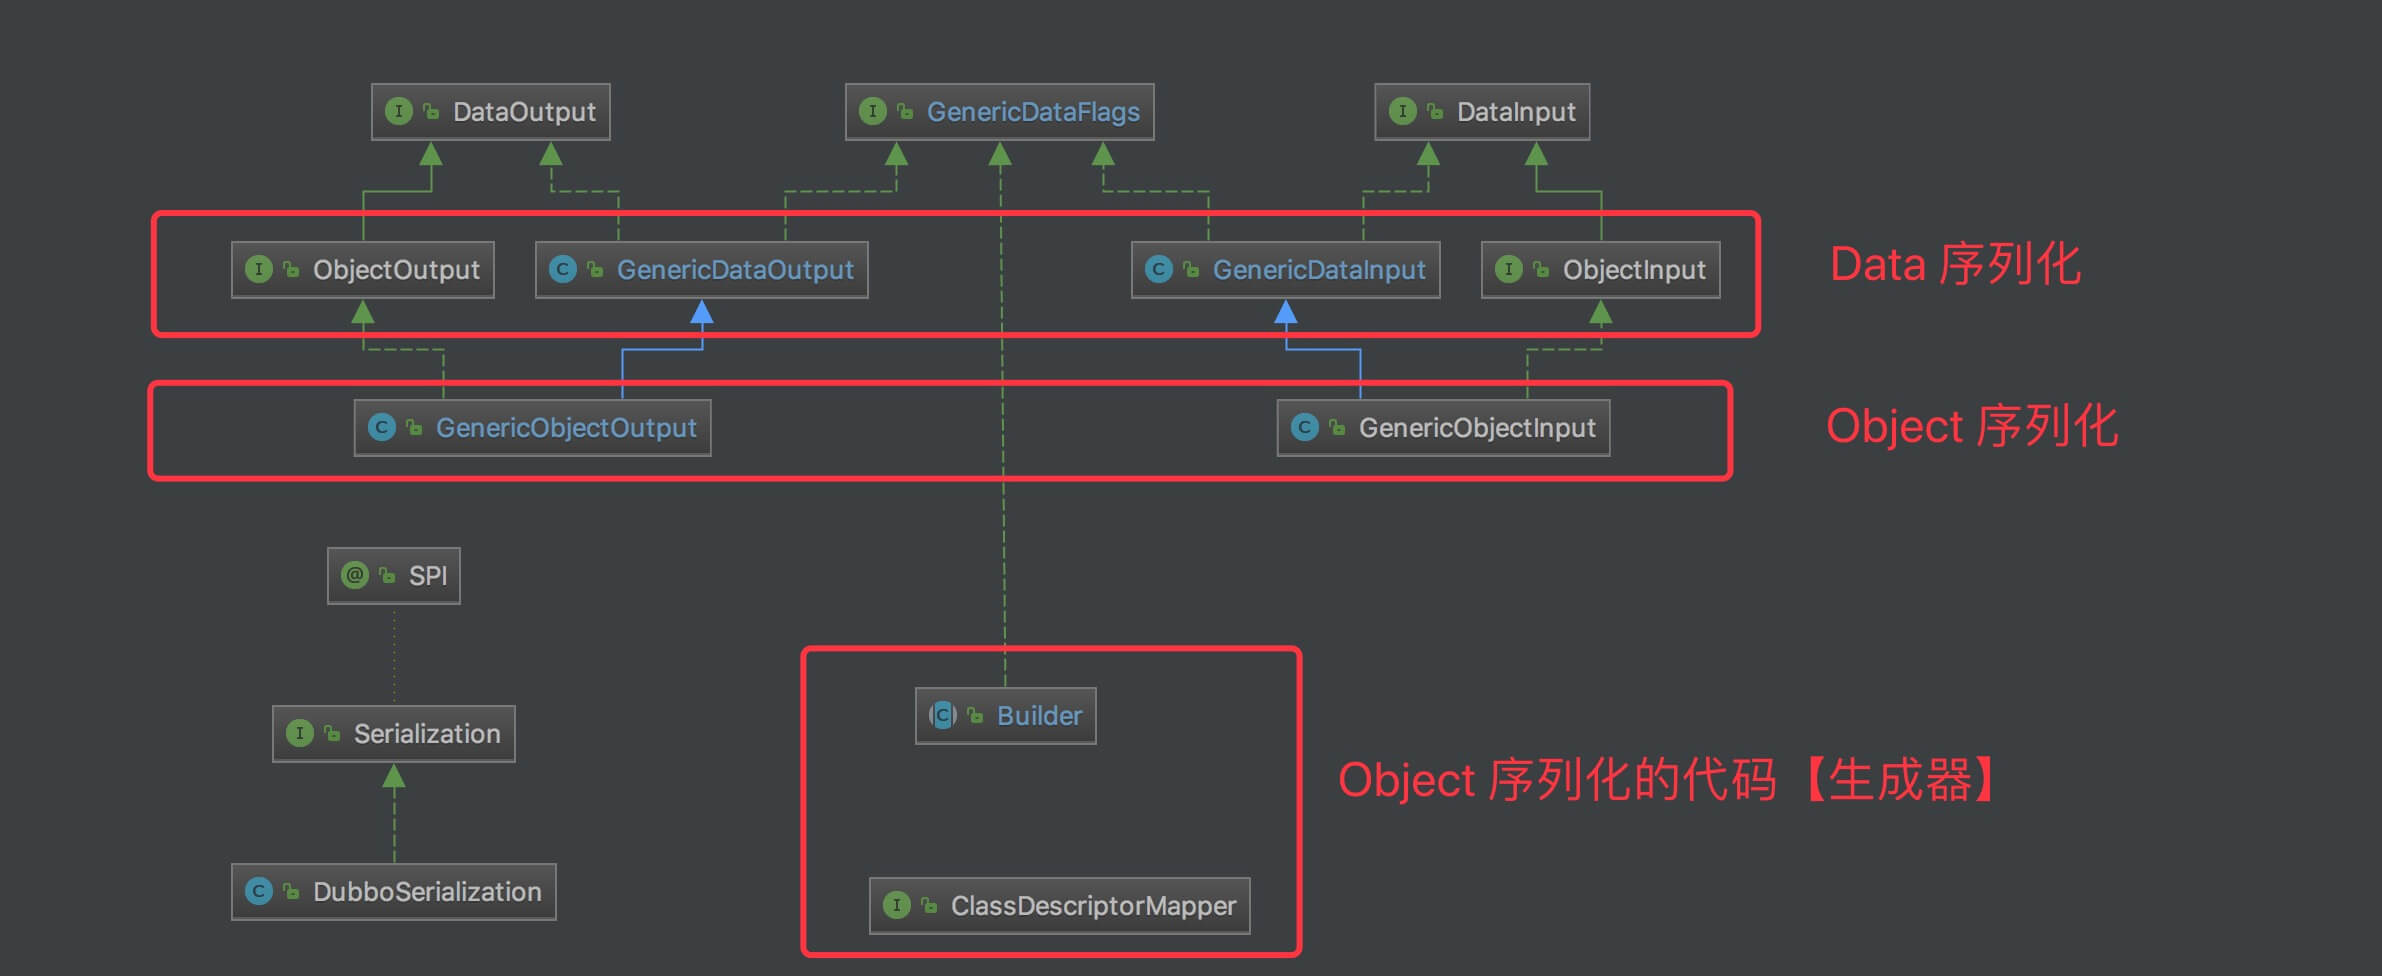 DataOutput
GenericDataFlags
DataInput
ObjectOutput
GenericDataOutput
GenericDataInput
ObjectInput
Data 序列化
GenericObjectOutput
GenericObjectInput
Object 序列化
SPI
Serialization
Builder
Object 序列化的代码【生成器】
DubboSerialization
ClassDescriptorMapper